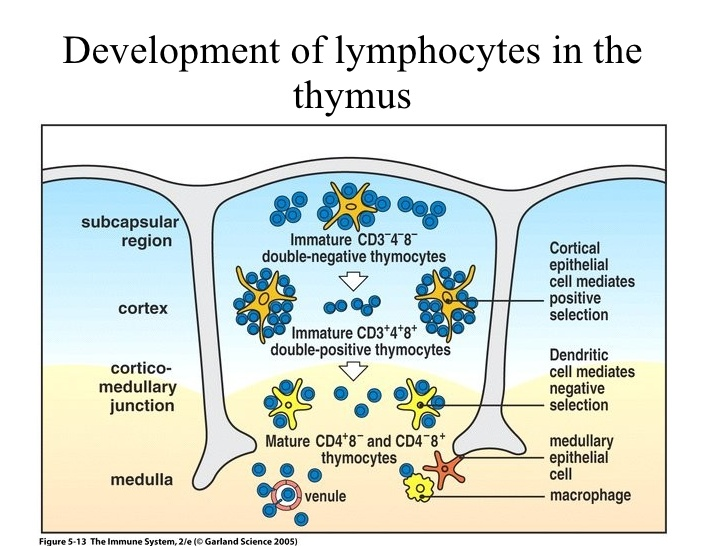 Development of lymphocytes in the
thymus
subcapsular
region
Immature CD3⁻4⁻8⁻
double-negative thymocytes
Cortical
epithelial
cell mediates
positive
selection
cortex
Immature CD3⁺4⁺8⁺
double-positive thymocytes
Dendritic
cell mediates
negative
selection
cortico-
medullary
junction
Mature CD4⁺8⁻ and CD4⁻8⁺
thymocytes
medullary
epithelial
cell
medulla
venule
macrophage
Figure 5-13 The Immune System, 2/e (© Garland Science 2005)